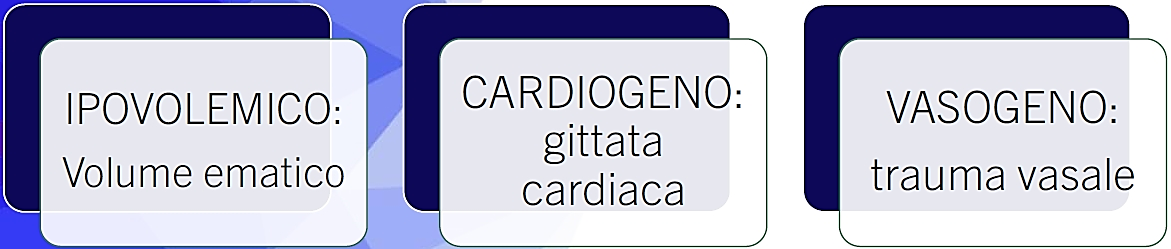 IPOVOLEMICO:
Volume ematico
CARDIOGENO:
gittata
cardiaca
VASOGENO:
trauma vasale